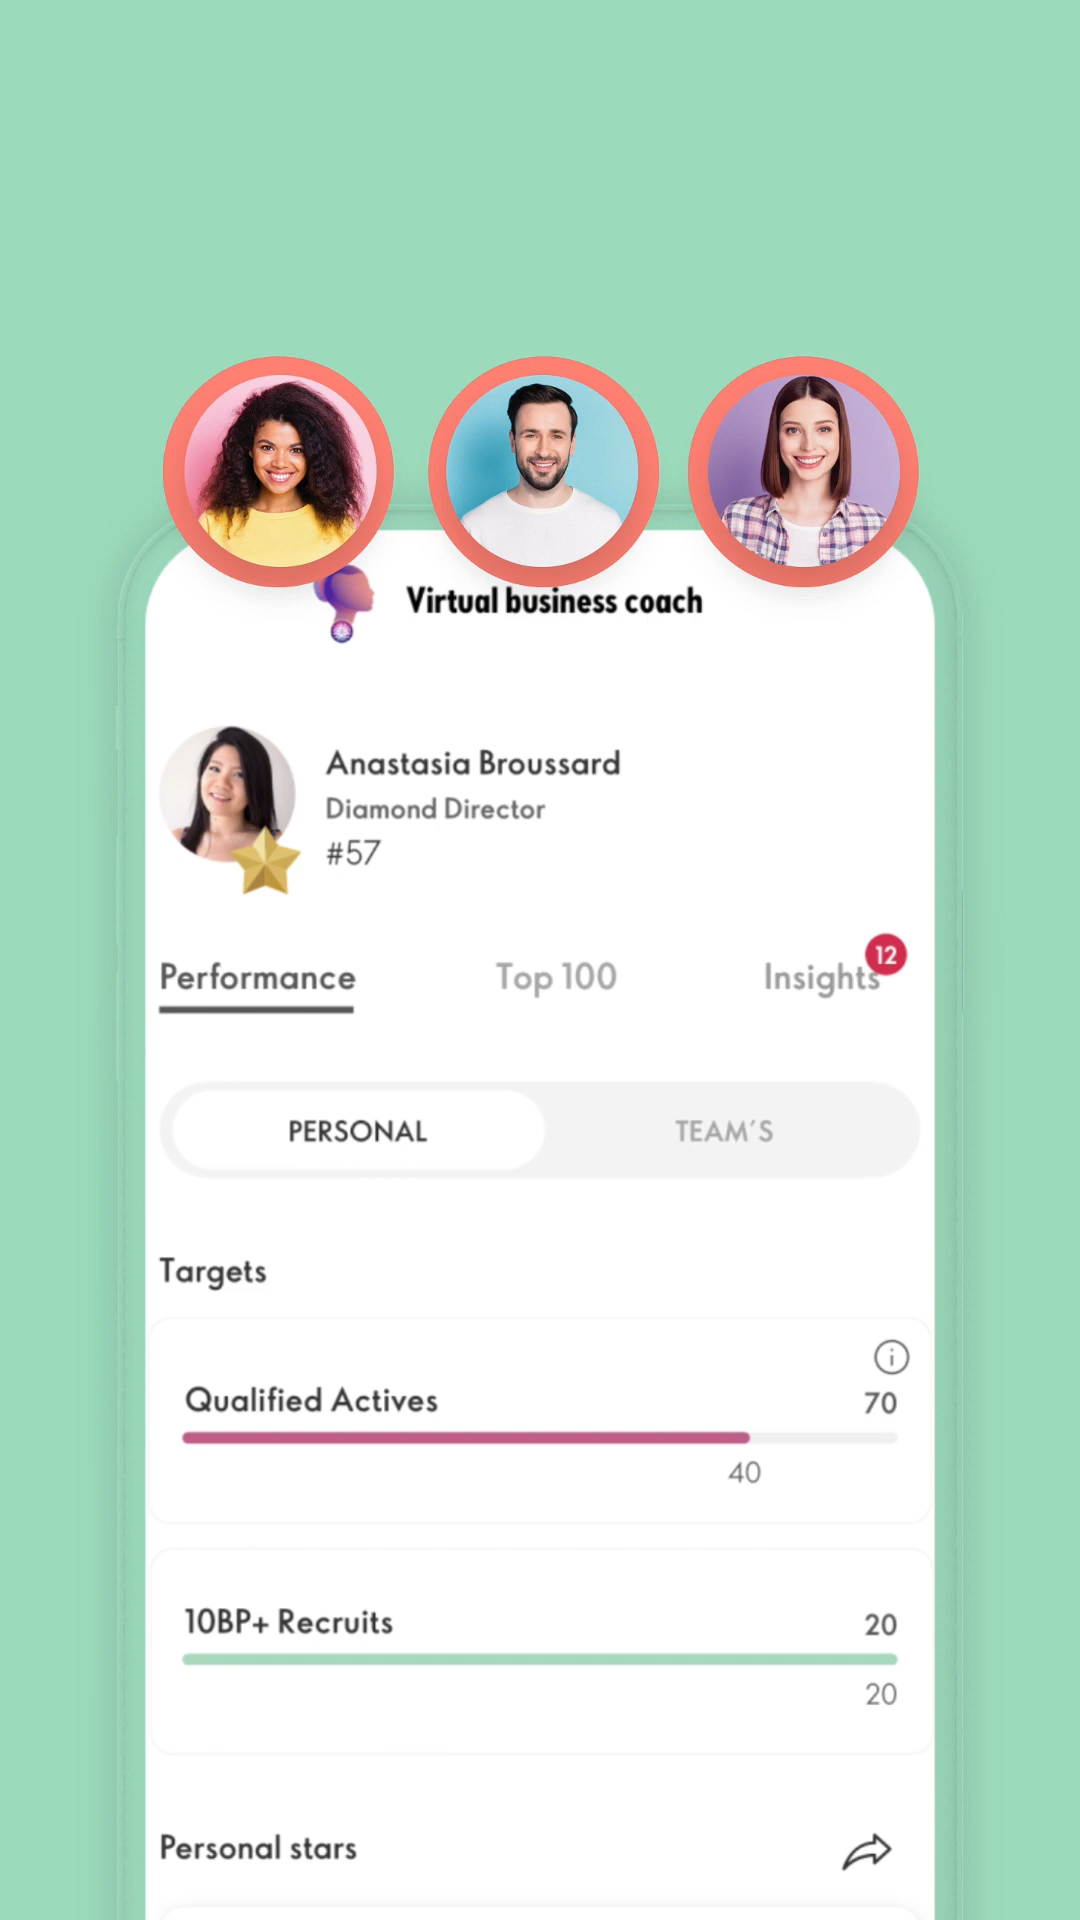 Virtual business coach
Anastasia Broussard
Diamond Director
#57
Performance
Top 100
Insights
12
PERSONAL
TEAM´S
Targets
Qualified Actives
70
40
10BP+ Recruits
20
20
Personal stars